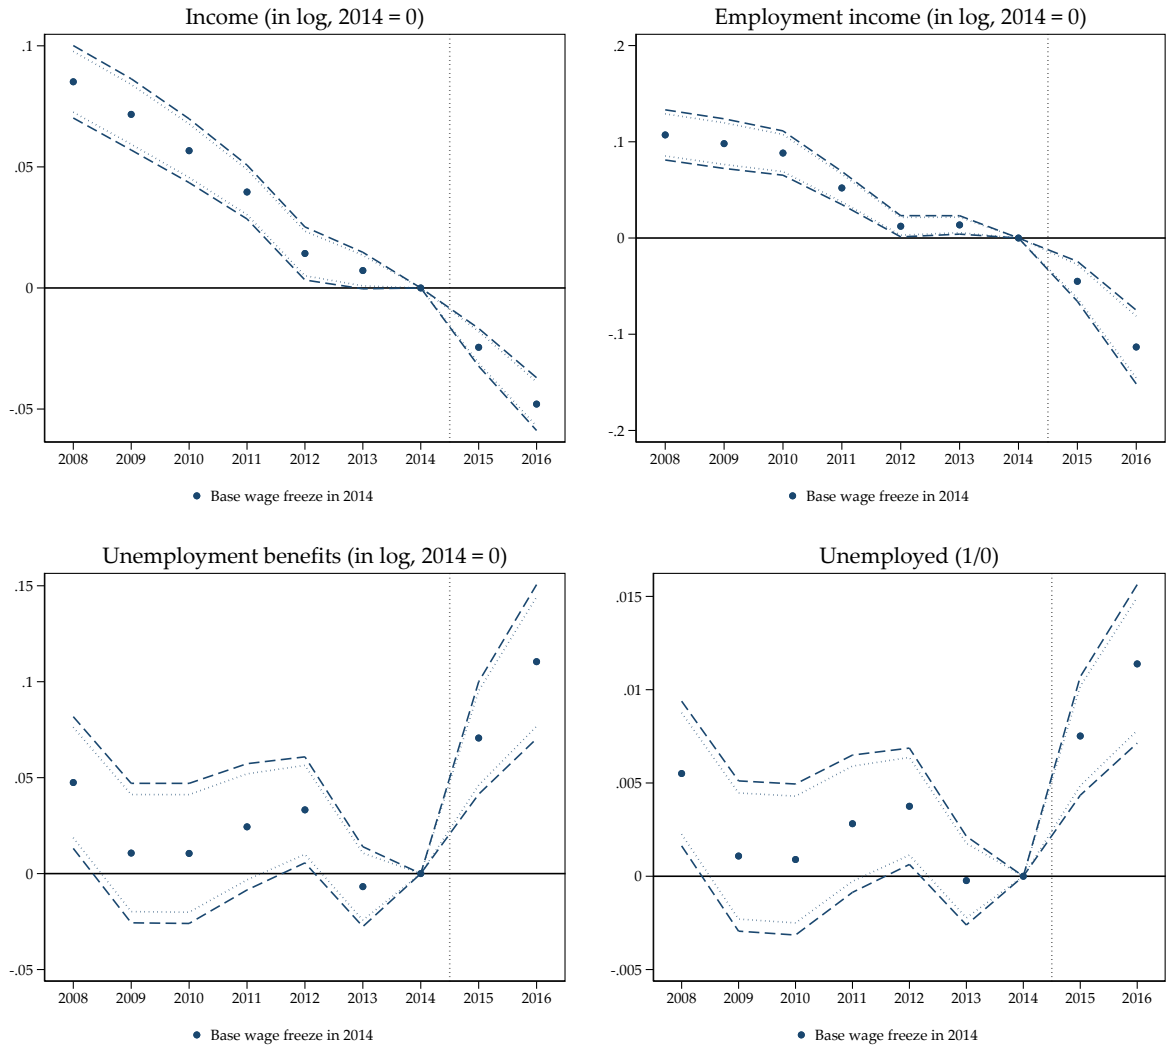 Income (in log, 2014 = 0)
.1
.05
0
-.05
2008 2009 2010 2011 2012 2013 2014 2015 2016
Base wage freeze in 2014
Employment income (in log, 2014 = 0)
.2
.1
0
-.1
-.2
2008 2009 2010 2011 2012 2013 2014 2015 2016
Base wage freeze in 2014
Unemployment benefits (in log, 2014 = 0)
.15
.1
.05
0
-.05
2008 2009 2010 2011 2012 2013 2014 2015 2016
Base wage freeze in 2014
Unemployed (1/0)
.015
.01
.005
0
-.005
2008 2009 2010 2011 2012 2013 2014 2015 2016
Base wage freeze in 2014